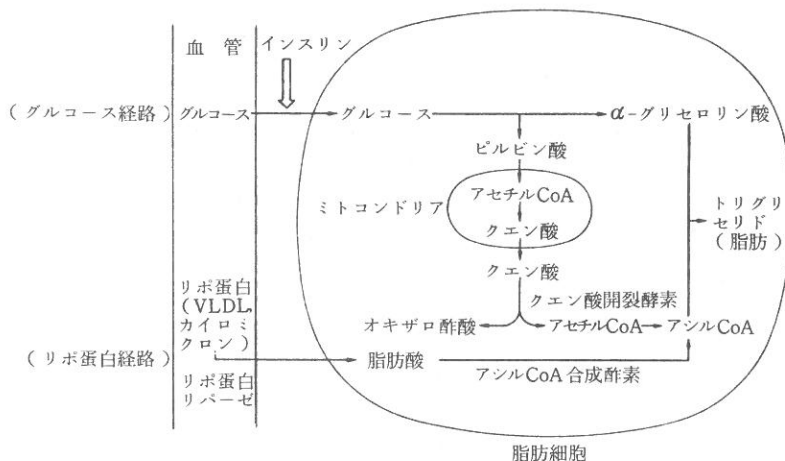 血管
インスリン
(グルコース経路)
グルコース
グルコース
α-グリセロリン酸
ピルビン酸
ミトコンドリア
アセチルCoA
クエン酸
トリグリ
セリド
(脂肪)
クエン酸
リポ蛋白
(VLDL,
カイロミ
クロン)
クエン酸開裂酵素
オキザロ酢酸
アセチルCoA
アシルCoA
(リポ蛋白経路)
脂肪酸
アシルCoA合成酢素
リポ蛋白
リパーゼ
脂肪細胞